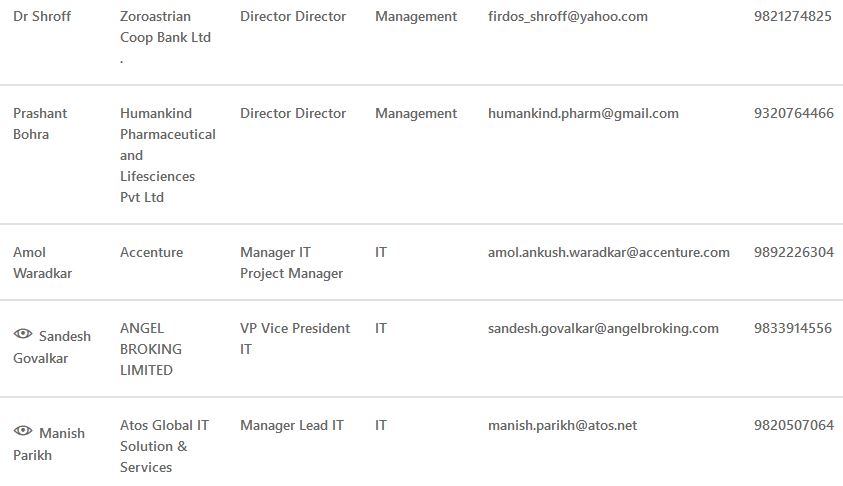 Dr Shroff
Zoroastrian
Coop Bank Ltd
.
Director Director
Management
firdos_shroff@yahoo.com
9821274825
Prashant
Bohra
Humankind
Pharmaceutical
and
Lifesciences
Pvt Ltd
Director Director
Management
humankind.pharm@gmail.com
9320764466
Amol
Waradkar
Accenture
Manager IT
Project Manager
IT
amol.ankush.waradkar@accenture.com
9892226304
Sandesh
Govalkar
ANGEL
BROKING
LIMITED
VP Vice President
IT
IT
sandesh.govalkar@angelbroking.com
9833914556
Manish
Parikh
Atos Global IT
Solution &
Services
Manager Lead IT
IT
manish.parikh@atos.net
9820507064